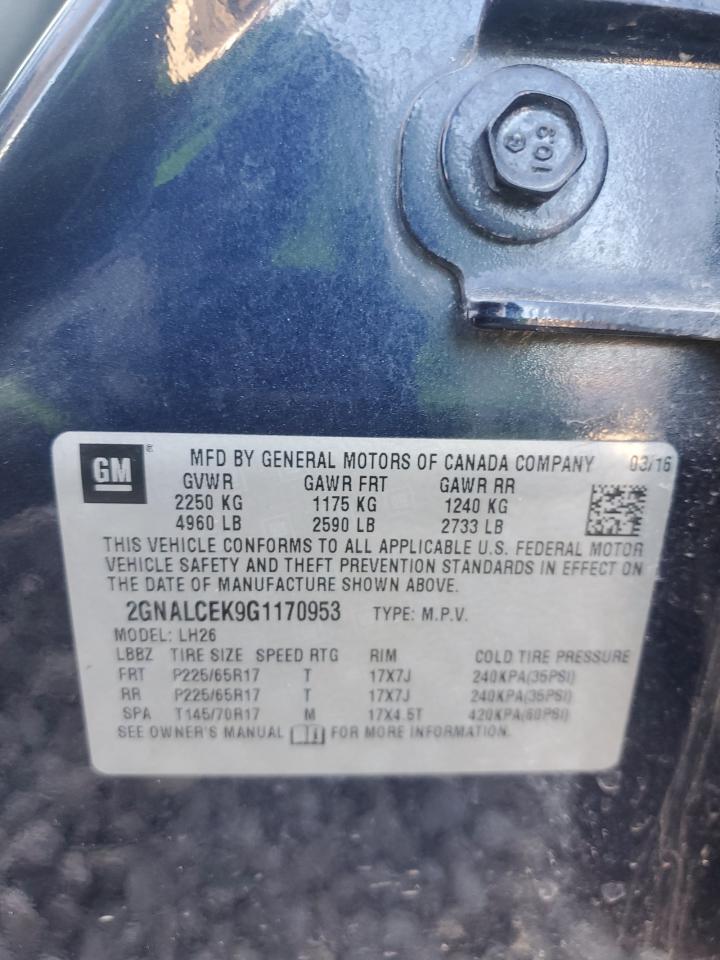 103
GM ®
MFD BY GENERAL MOTORS OF CANADA COMPANY 03/16
GVWR GAWR FRT GAWR RR
2250 KG 1175 KG 1240 KG
4960 LB 2590 LB 2733 LB
THIS VEHICLE CONFORMS TO ALL APPLICABLE U.S. FEDERAL MOTOR
VEHICLE SAFETY AND THEFT PREVENTION STANDARDS IN EFFECT ON
THE DATE OF MANUFACTURE SHOWN ABOVE.
2GNALCEK9G1170953 TYPE: M.P.V.
MODEL: LH26
LBBZ TIRE SIZE SPEED RTG RIM COLD TIRE PRESSURE
FRT P225/65R17 T 17X7J 240KPA(35PSI)
RR P225/65R17 T 17X7J 240KPA(35PSI)
SPA T145/70R17 M 17X4.5T 420KPA(60PSI)
SEE OWNER'S MANUAL FOR MORE INFORMATION.